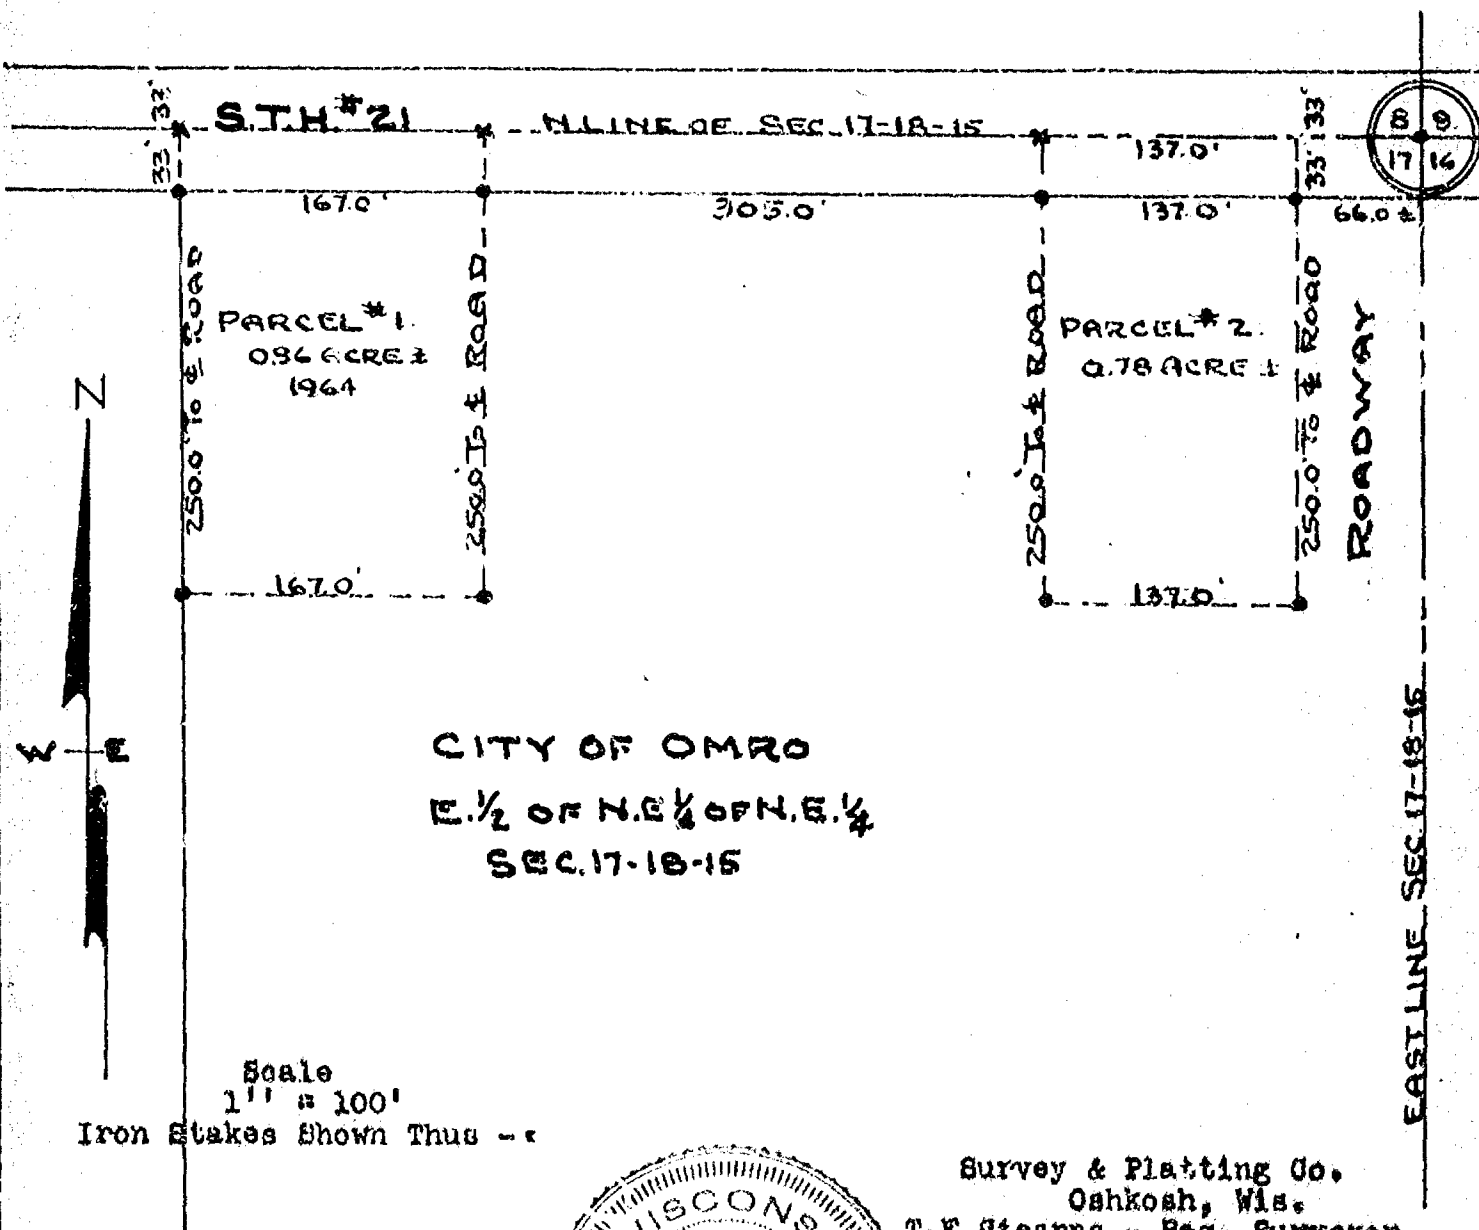 33'
33'
S.T.H. #21
N. LINE OF SEC. 17-18-15
137.0'
33'
33'
8 9
17 16
167.0'
305.0'
137.0'
66.0 ±
250.0' To ℄ ROAD
PARCEL #1.
0.96 ACRE ±
1964
250.0' To ℄ ROAD
250.0' To ℄ ROAD
PARCEL #2.
0.78 ACRE ±
250.0' To ℄ ROAD
ROADWAY
N
167.0'
137.0'
W E
CITY OF OMRO
E. 1/2 OF N.E 1/4 OF N.E. 1/4
SEC. 17-18-15
EAST LINE SEC. 17-18-15
Scale
1'' = 100'
Iron Stakes Shown Thus -
Survey & Platting Co.
Oshkosh, Wis.
Reg. Surveyor
WISCONS